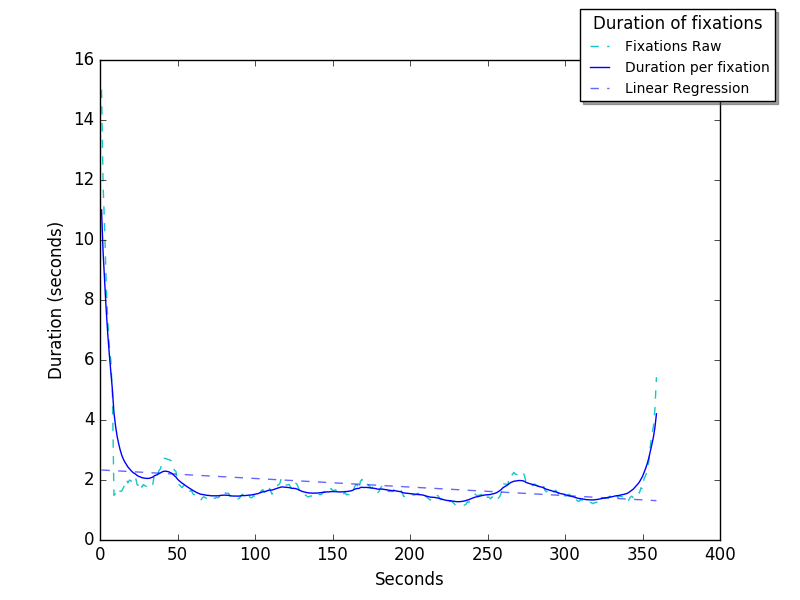 Duration of fixations
Fixations Raw
Duration per fixation
Linear Regression
16
14
12
10
8
6
4
2
0
Duration (seconds)
0 50 100 150 200 250 300 350 400
Seconds